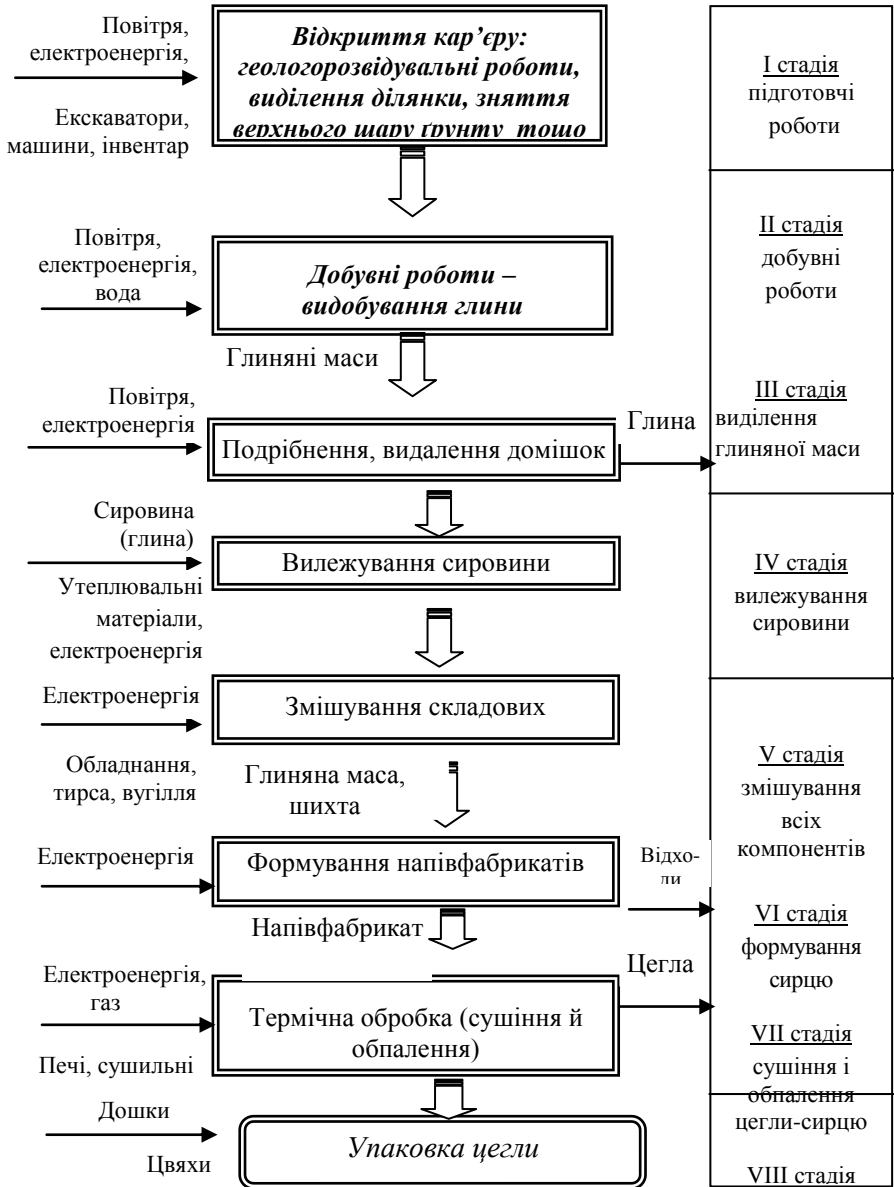 Повітря,
електроенергія,
Екскаватори,
машини, інвентар
Відкриття кар’єру:
геологорозвідувальні роботи,
виділення ділянки, зняття
верхнього шару ґрунту тощо
І стадія
підготовчі
роботи
Повітря,
електроенергія,
вода
Добувні роботи –
видобування глини
ІІ стадія
добувні
роботи
Глиняні маси
Повітря,
електроенергія
Подрібнення, видалення домішок
Глина
ІІІ стадія
виділення
глиняної маси
Сировина
(глина)
Утеплювальні
матеріали,
електроенергія
Вилежування сировини
IV стадія
вилежування
сировини
Електроенергія
Обладнання,
тирса, вугілля
Змішування складових
V стадія
змішування
всіх
компонентів
Глиняна маса,
шихта
Електроенергія
Формування напівфабрикатів
Відхо-
ди
VI стадія
формування
сирцю
Напівфабрикат
Електроенергія,
газ
Печі, сушильні
Термічна обробка (сушіння й
обпалення)
Цегла
VII стадія
сушіння і
обпалення
цегли-сирцю
Дошки
Цвяхи
Упаковка цегли
VIII стадія